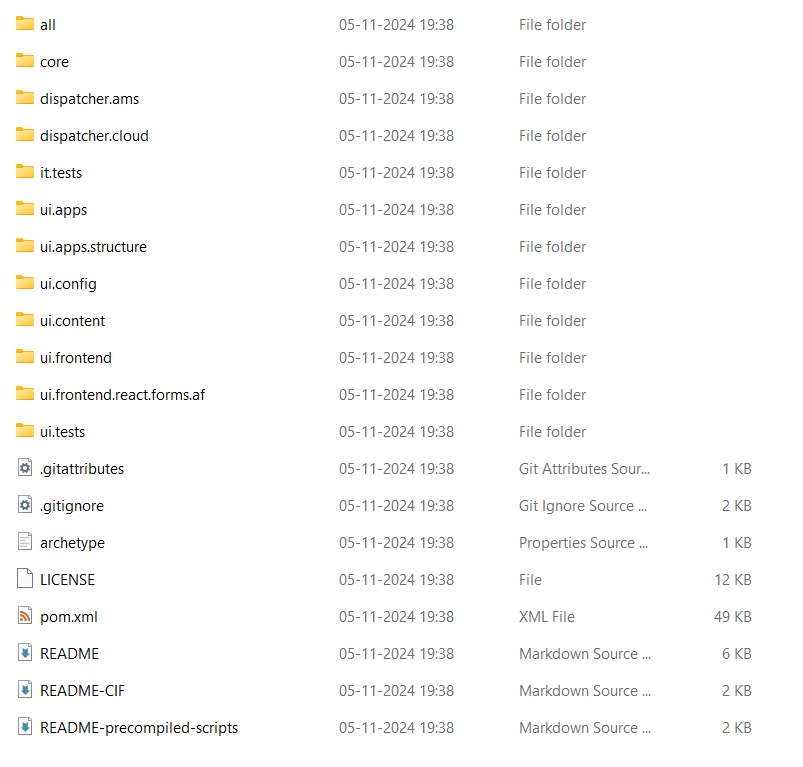 all 05-11-2024 19:38 File folder
core 05-11-2024 19:38 File folder
dispatcher.ams 05-11-2024 19:38 File folder
dispatcher.cloud 05-11-2024 19:38 File folder
it.tests 05-11-2024 19:38 File folder
ui.apps 05-11-2024 19:38 File folder
ui.apps.structure 05-11-2024 19:38 File folder
ui.config 05-11-2024 19:38 File folder
ui.content 05-11-2024 19:38 File folder
ui.frontend 05-11-2024 19:38 File folder
ui.frontend.react.forms.af 05-11-2024 19:38 File folder
ui.tests 05-11-2024 19:38 File folder
.gitattributes 05-11-2024 19:38 Git Attributes Sour... 1 KB
.gitignore 05-11-2024 19:38 Git Ignore Source ... 2 KB
archetype 05-11-2024 19:38 Properties Source ... 1 KB
LICENSE 05-11-2024 19:38 File 12 KB
pom.xml 05-11-2024 19:38 XML File 49 KB
README 05-11-2024 19:38 Markdown Source ... 6 KB
README-CIF 05-11-2024 19:38 Markdown Source ... 2 KB
README-precompiled-scripts 05-11-2024 19:38 Markdown Source ... 2 KB